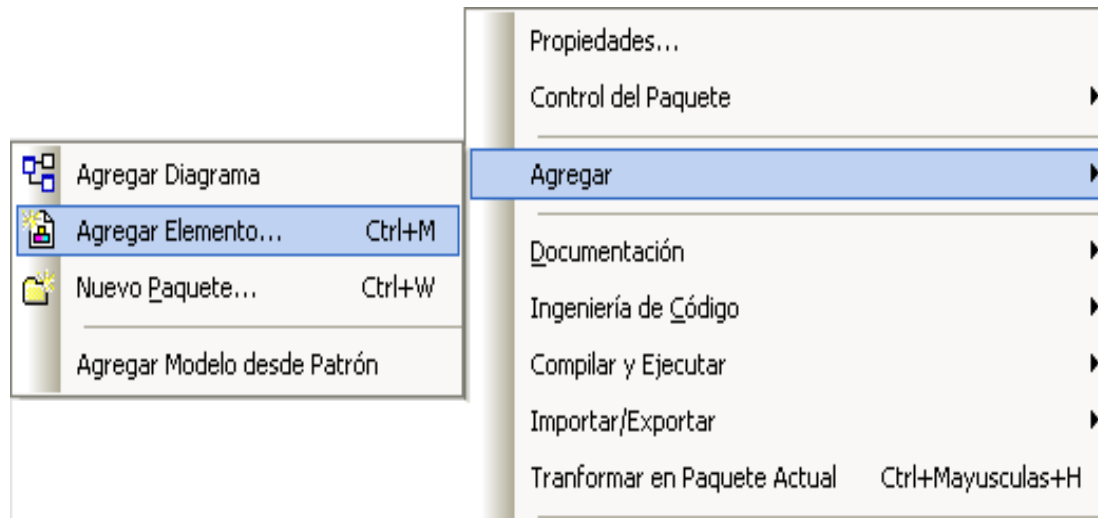 Propiedades...
Control del Paquete
Agregar
Documentación
Ingeniería de Código
Compilar y Ejecutar
Importar/Exportar
Tranformar en Paquete Actual Ctrl+Mayusculas+H
Agregar Diagrama
Agregar Elemento... Ctrl+M
Nuevo Paquete... Ctrl+W
Agregar Modelo desde Patrón